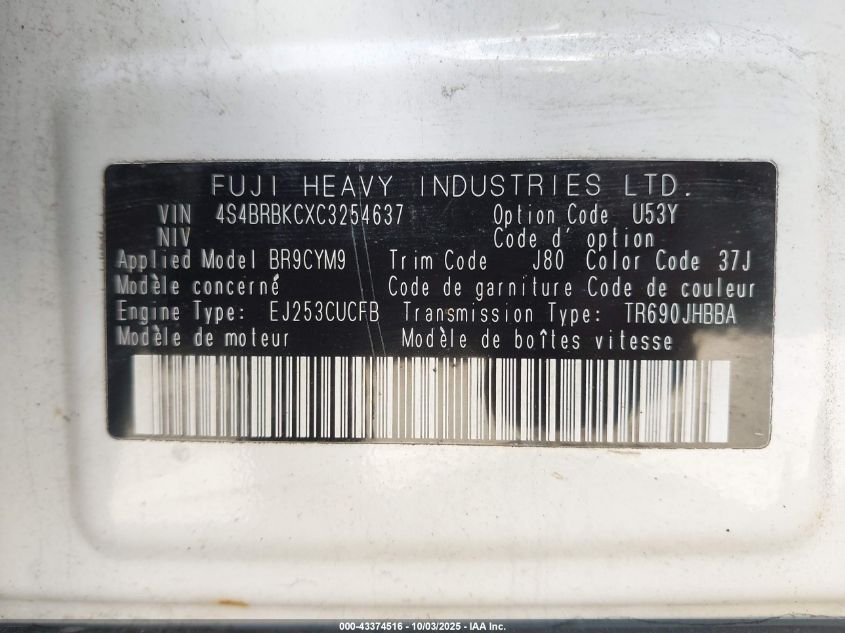 FUJI HEAVY INDUSTRIES LTD.
VIN 4S4BRBKCXC3254637 Option Code U53Y
NIV Code d' option
Applied Model BR9CYM9 Trim Code J80 Color Code 37J
Modèle concerné Code de garniture Code de couleur
Engine Type: EJ253CUCFB Transmission Type: TR690JHBBA
Modèle de moteur Modèle de boîtes vitesse
000-43374516 - 10/03/2025 - IAA Inc.